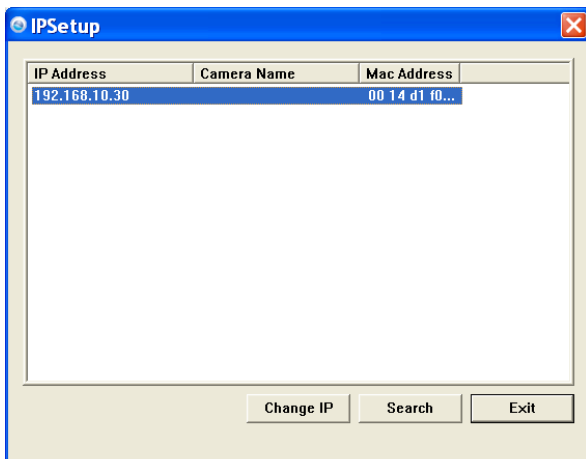 IPSetup
IP Address Camera Name Mac Address
192.168.10.30 00 14 d1 f0...
Change IP Search Exit